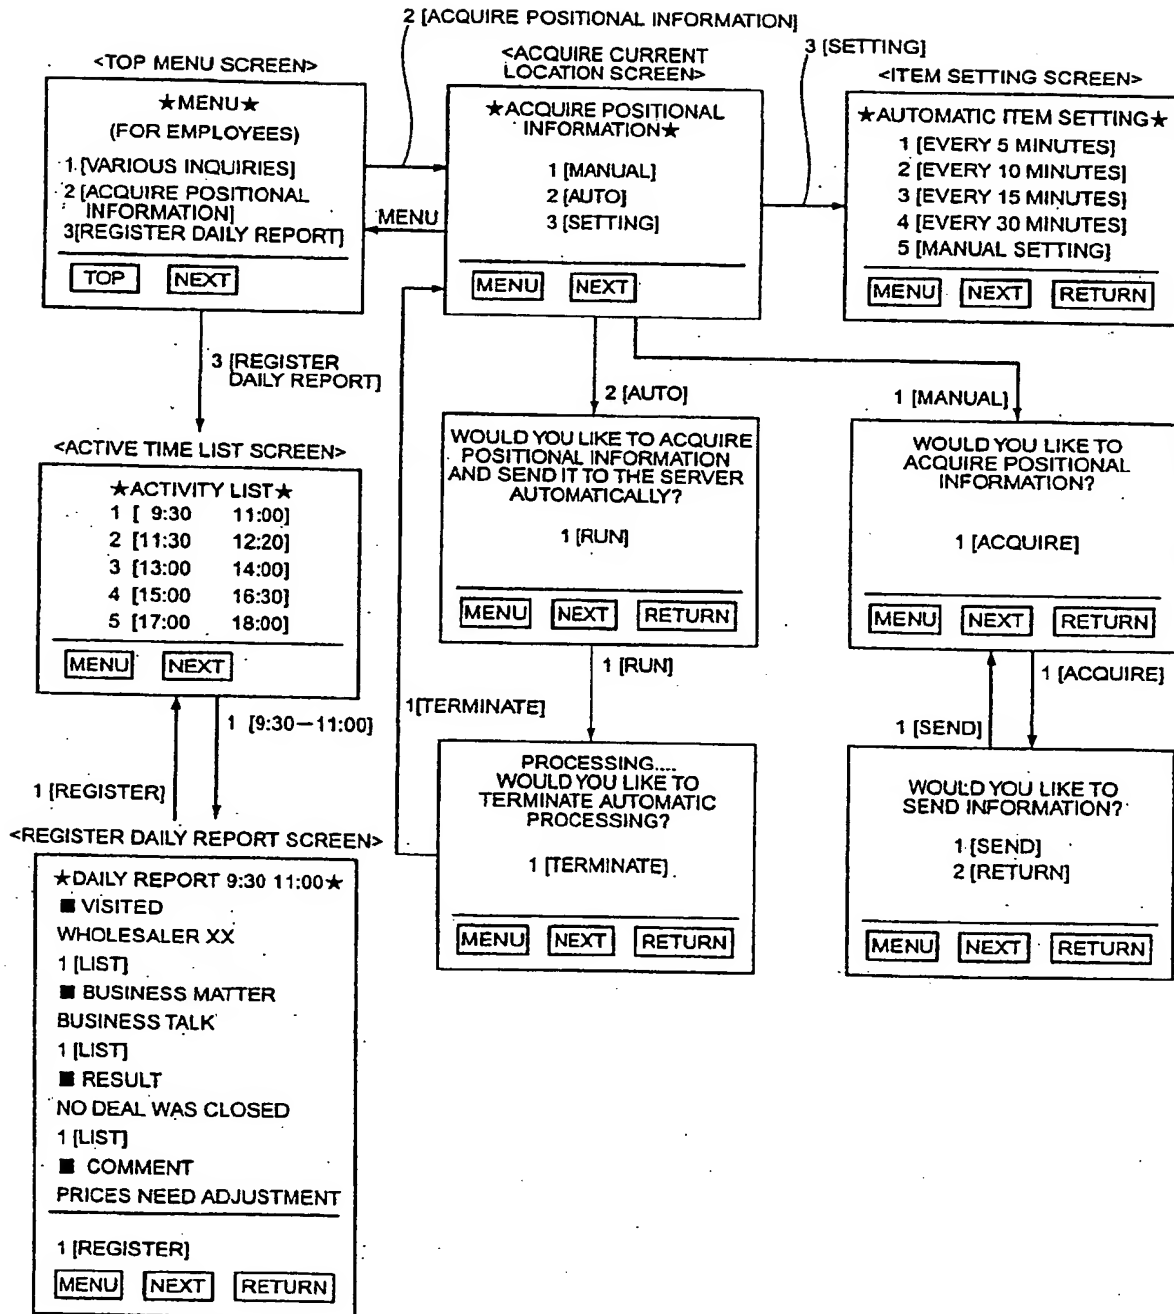 2 [ACQUIRE POSITIONAL INFORMATION]
3 [SETTING]
<TOP MENU SCREEN>
★MENU★
(FOR EMPLOYEES)
1 [VARIOUS INQUIRIES]
2 [ACQUIRE POSITIONAL
INFORMATION]
3[REGISTER DAILY REPORT]
TOP NEXT
MENU
<ACQUIRE CURRENT
LOCATION SCREEN>
★ACQUIRE POSITIONAL
INFORMATION★
1 [MANUAL]
2 [AUTO]
3 [SETTING]
MENU NEXT
<ITEM SETTING SCREEN>
★AUTOMATIC ITEM SETTING★
1 [EVERY 5 MINUTES]
2 [EVERY 10 MINUTES]
3 [EVERY 15 MINUTES]
4 [EVERY 30 MINUTES]
5 [MANUAL SETTING]
MENU NEXT RETURN
3 [REGISTER
DAILY REPORT]
2 [AUTO]
1 [MANUAL]
<ACTIVE TIME LIST SCREEN>
★ACTIVITY LIST★
1 [ 9:30 11:00]
2 [11:30 12:20]
3 [13:00 14:00]
4 [15:00 16:30]
5 [17:00 18:00]
MENU NEXT
WOULD YOU LIKE TO ACQUIRE
POSITIONAL INFORMATION
AND SEND IT TO THE SERVER
AUTOMATICALLY?
1 [RUN]
MENU NEXT RETURN
WOULD YOU LIKE TO
ACQUIRE POSITIONAL
INFORMATION?
1 [ACQUIRE]
MENU NEXT RETURN
1 [REGISTER]
1 [9:30—11:00]
1[TERMINATE]
1 [RUN]
1 [SEND]
1 [ACQUIRE]
<REGISTER DAILY REPORT SCREEN>
★DAILY REPORT 9:30 11:00★
■ VISITED
WHOLESALER XX
1 [LIST]
■ BUSINESS MATTER
BUSINESS TALK
1 [LIST]
■ RESULT
NO DEAL WAS CLOSED
1 [LIST]
■ COMMENT
PRICES NEED ADJUSTMENT
1 [REGISTER]
MENU NEXT RETURN
PROCESSING....
WOULD YOU LIKE TO
TERMINATE AUTOMATIC
PROCESSING?
1 [TERMINATE]
MENU NEXT RETURN
WOULD YOU LIKE TO
SEND INFORMATION?
1 [SEND]
2 [RETURN]
MENU NEXT RETURN